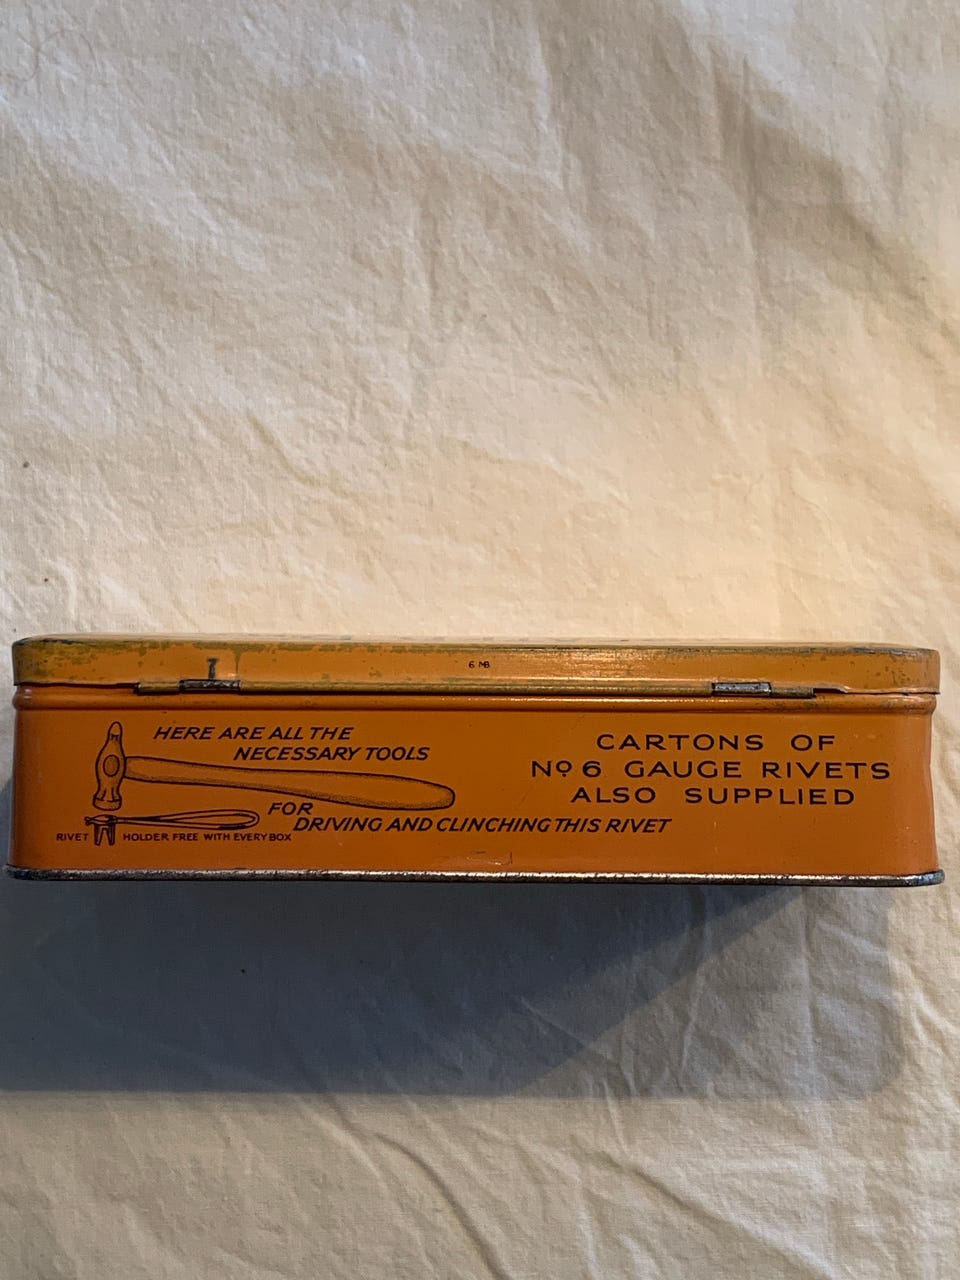 6 MB
HERE ARE ALL THE
NECESSARY TOOLS
FOR
DRIVING AND CLINCHING THIS RIVET
RIVET HOLDER FREE WITH EVERY BOX
CARTONS OF
Nº 6 GAUGE RIVETS
ALSO SUPPLIED